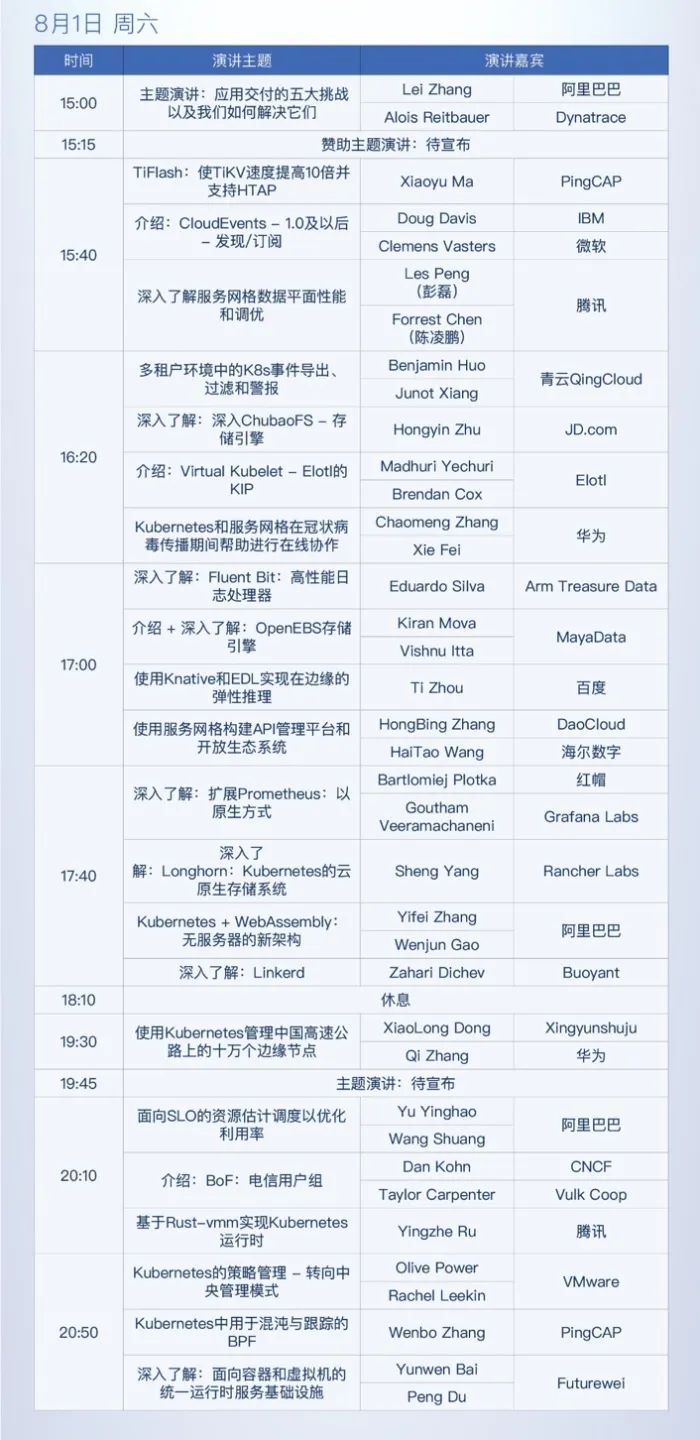 8月1日 周六
时间 演讲主题 演讲嘉宾
15:00
主题演讲：应用交付的五大挑战
以及我们如何解决它们
Lei Zhang 阿里巴巴
Alois Reitbauer Dynatrace
15:15 赞助主题演讲：待宣布
15:40
TiFlash：使TiKV速度提高10倍并
支持HTAP
Xiaoyu Ma PingCAP
介绍：CloudEvents – 1.0及以后
– 发现/订阅
Doug Davis IBM
Clemens Vasters 微软
深入了解服务网格数据平面性能
和调优
Les Peng
（彭磊）
Forrest Chen
（陈凌鹏）
腾讯
16:20
多租户环境中的K8s事件导出、
过滤和警报
Benjamin Huo
Junot Xiang
青云QingCloud
深入了解：深入ChubaoFS – 存
储引擎
Hongyin Zhu JD.com
介绍：Virtual Kubelet – Elotl的
KIP
Madhuri Yechuri
Brendan Cox
Elotl
Kubernetes和服务网格在冠状病
毒传播期间帮助进行在线协作
Chaomeng Zhang
Xie Fei
华为
17:00
深入了解：Fluent Bit：高性能日
志处理器
Eduardo Silva Arm Treasure Data
介绍 + 深入了解：OpenEBS存储
引擎
Kiran Mova
Vishnu Itta
MayaData
使用Knative和EDL实现在边缘的
弹性推理
Ti Zhou 百度
使用服务网格构建API管理平台和
开放生态系统
HongBing Zhang DaoCloud
HaiTao Wang 海尔数字
17:40
深入了解：扩展Prometheus：以
原生方式
Bartlomiej Plotka 红帽
Goutham
Veeramachaneni
Grafana Labs
深入了
解：Longhorn：Kubernetes的云
原生存储系统
Sheng Yang Rancher Labs
Kubernetes + WebAssembly：
无服务器的新架构
Yifei Zhang
Wenjun Gao
阿里巴巴
深入了解：Linkerd Zahari Dichev Buoyant
18:10 休息
19:30
使用Kubernetes管理中国高速公
路上的十万个边缘节点
XiaoLong Dong Xingyunshuju
Qi Zhang 华为
19:45 主题演讲：待宣布
20:10
面向SLO的资源估计调度以优化
利用率
Yu Yinghao
Wang Shuang
阿里巴巴
介绍：BoF：电信用户组
Dan Kohn CNCF
Taylor Carpenter Vulk Coop
基于Rust-vmm实现Kubernetes
运行时
Yingzhe Ru 腾讯
20:50
Kubernetes的策略管理 – 转向中
央管理模式
Olive Power
Rachel Leekin
VMware
Kubernetes中用于混沌与跟踪的
BPF
Wenbo Zhang PingCAP
深入了解：面向容器和虚拟机的
统一运行时服务基础设施
Yunwen Bai
Peng Du
Futurewei